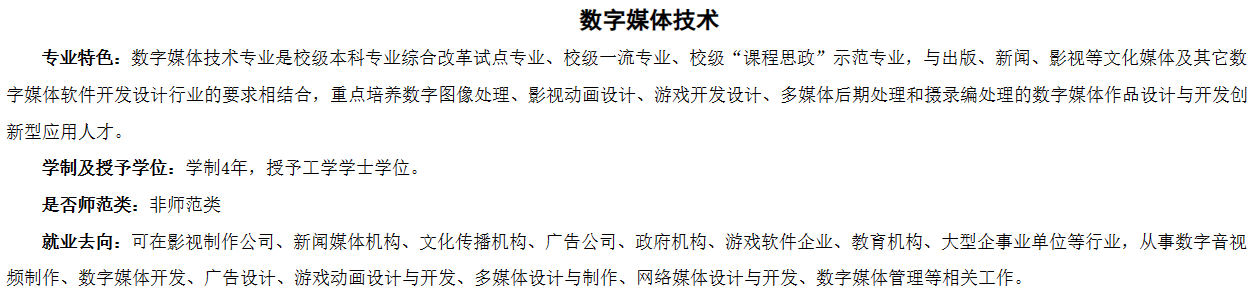 数字媒体技术
专业特色：数字媒体技术专业是校级本科专业综合改革试点专业、校级一流专业、校级“课程思政”示范专业，与出版、新闻、影视等文化媒体及其它数
字媒体软件开发设计行业的要求相结合，重点培养数字图像处理、影视动画设计、游戏开发设计、多媒体后期处理和摄录编处理的数字媒体作品设计与开发创
新型应用人才。
学制及授予学位：学制4年，授予工学学士学位。
是否师范类：非师范类
就业去向：可在影视制作公司、新闻媒体机构、文化传播机构、广告公司、政府机构、游戏软件企业、教育机构、大型企事业单位等行业，从事数字音视
频制作、数字媒体开发、广告设计、游戏动画设计与开发、多媒体设计与制作、网络媒体设计与开发、数字媒体管理等相关工作。